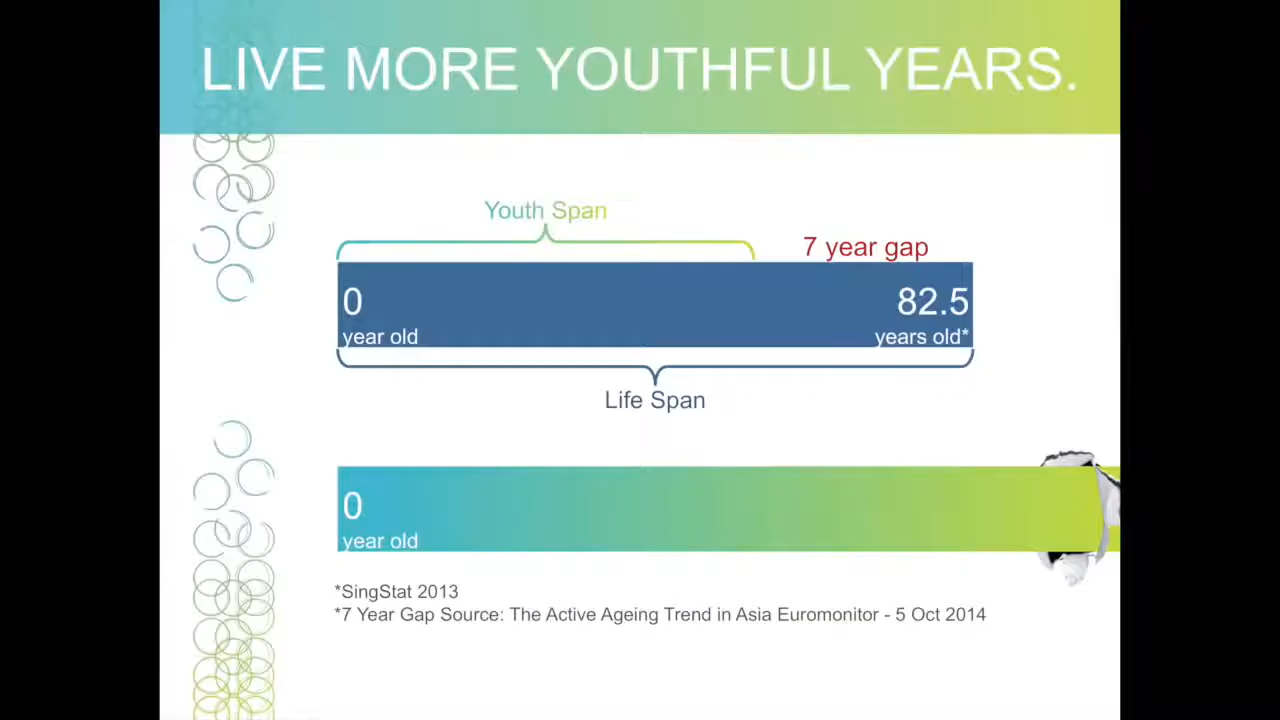 LIVE MORE YOUTHFUL YEARS.
Youth Span
7 year gap
0
year old
82.5
years old*
Life Span
0
year old
*SingStat 2013
*7 Year Gap Source: The Active Ageing Trend in Asia Euromonitor - 5 Oct 2014